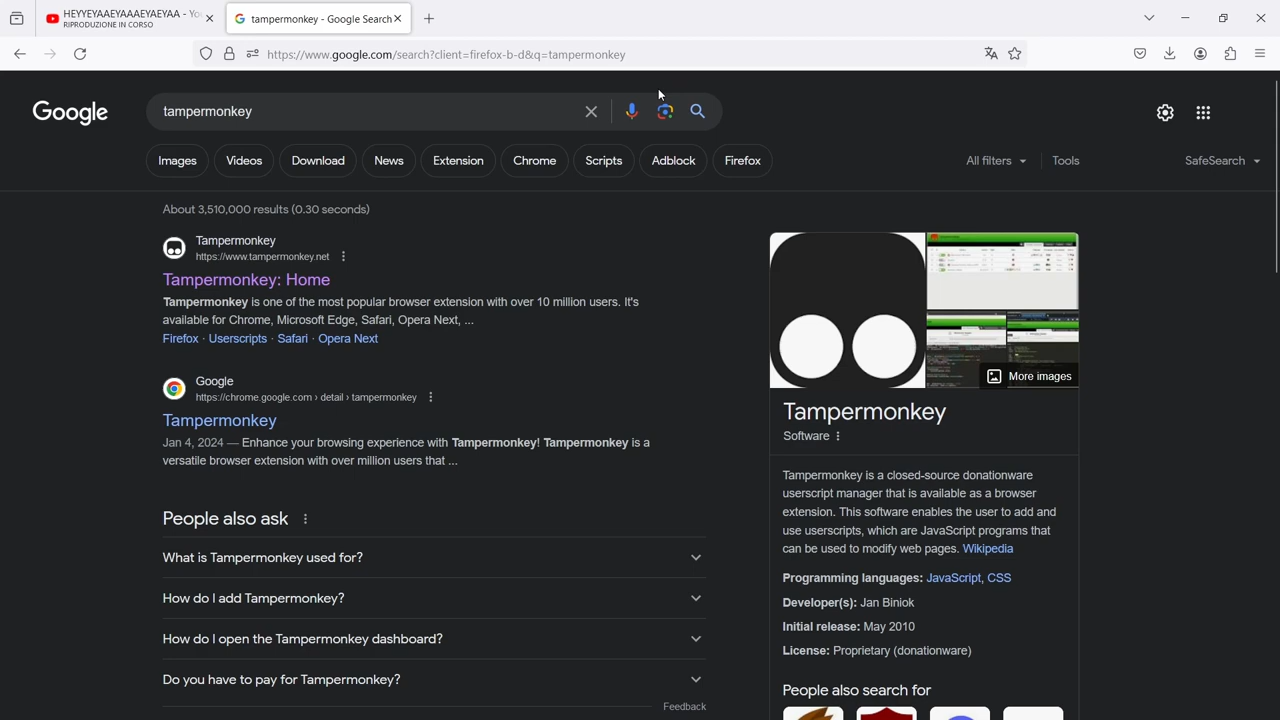 HEYYEYAAEYAAAEYAEYAA - Yo
RIPRODUZIONE IN CORSO
tampermonkey - Google Search
https://www.google.com/search?client=firefox-b-d&q=tampermonkey
Google
tampermonkey
Images
Videos
Download
News
Extension
Chrome
Scripts
Adblock
Firefox
All filters
Tools
SafeSearch
About 3,510,000 results (0.30 seconds)
Tampermonkey
https://www.tampermonkey.net
Tampermonkey: Home
Tampermonkey is one of the most popular browser extension with over 10 million users. It's
available for Chrome, Microsoft Edge, Safari, Opera Next, ...
Firefox · Userscripts · Safari · Opera Next
Google
https://chrome.google.com › detail › tampermonkey
Tampermonkey
Jan 4, 2024 — Enhance your browsing experience with Tampermonkey! Tampermonkey is a
versatile browser extension with over million users that ...
People also ask
What is Tampermonkey used for?
How do I add Tampermonkey?
How do I open the Tampermonkey dashboard?
Do you have to pay for Tampermonkey?
Feedback
More images
Tampermonkey
Software
Tampermonkey is a closed-source donationware
userscript manager that is available as a browser
extension. This software enables the user to add and
use userscripts, which are JavaScript programs that
can be used to modify web pages. Wikipedia
Programming languages: JavaScript, CSS
Developer(s): Jan Biniok
Initial release: May 2010
License: Proprietary (donationware)
People also search for